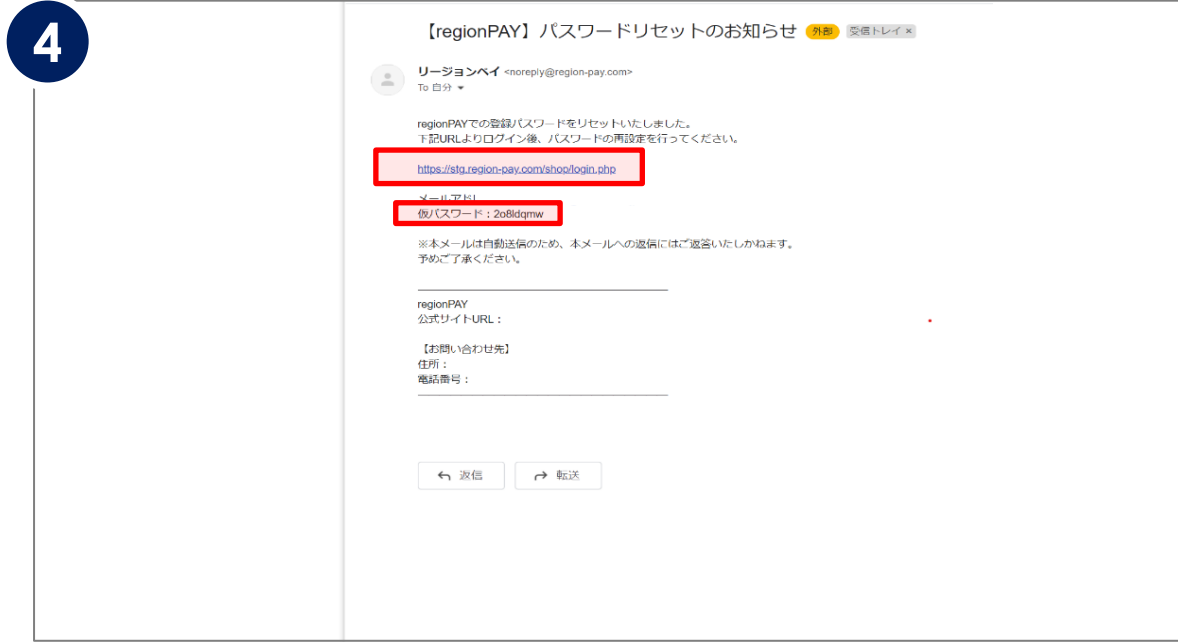 4
【regionPAY】パスワードリセットのお知らせ 外部 受信トレイ ×
リージョンペイ <noreply@region-pay.com>
To 自分
regionPAYでの登録パスワードをリセットいたしました。
下記URLよりログイン後、パスワードの再設定を行ってください。
https://stg.region-pay.com/shop/login.php
メールアドレ
仮パスワード：2o8ldqmw
※本メールは自動送信のため、本メールへの返信にはご返答いたしかねます。
予めご了承ください。
regionPAY
公式サイトURL：
【お問い合わせ先】
住所：
電話番号：
返信 転送